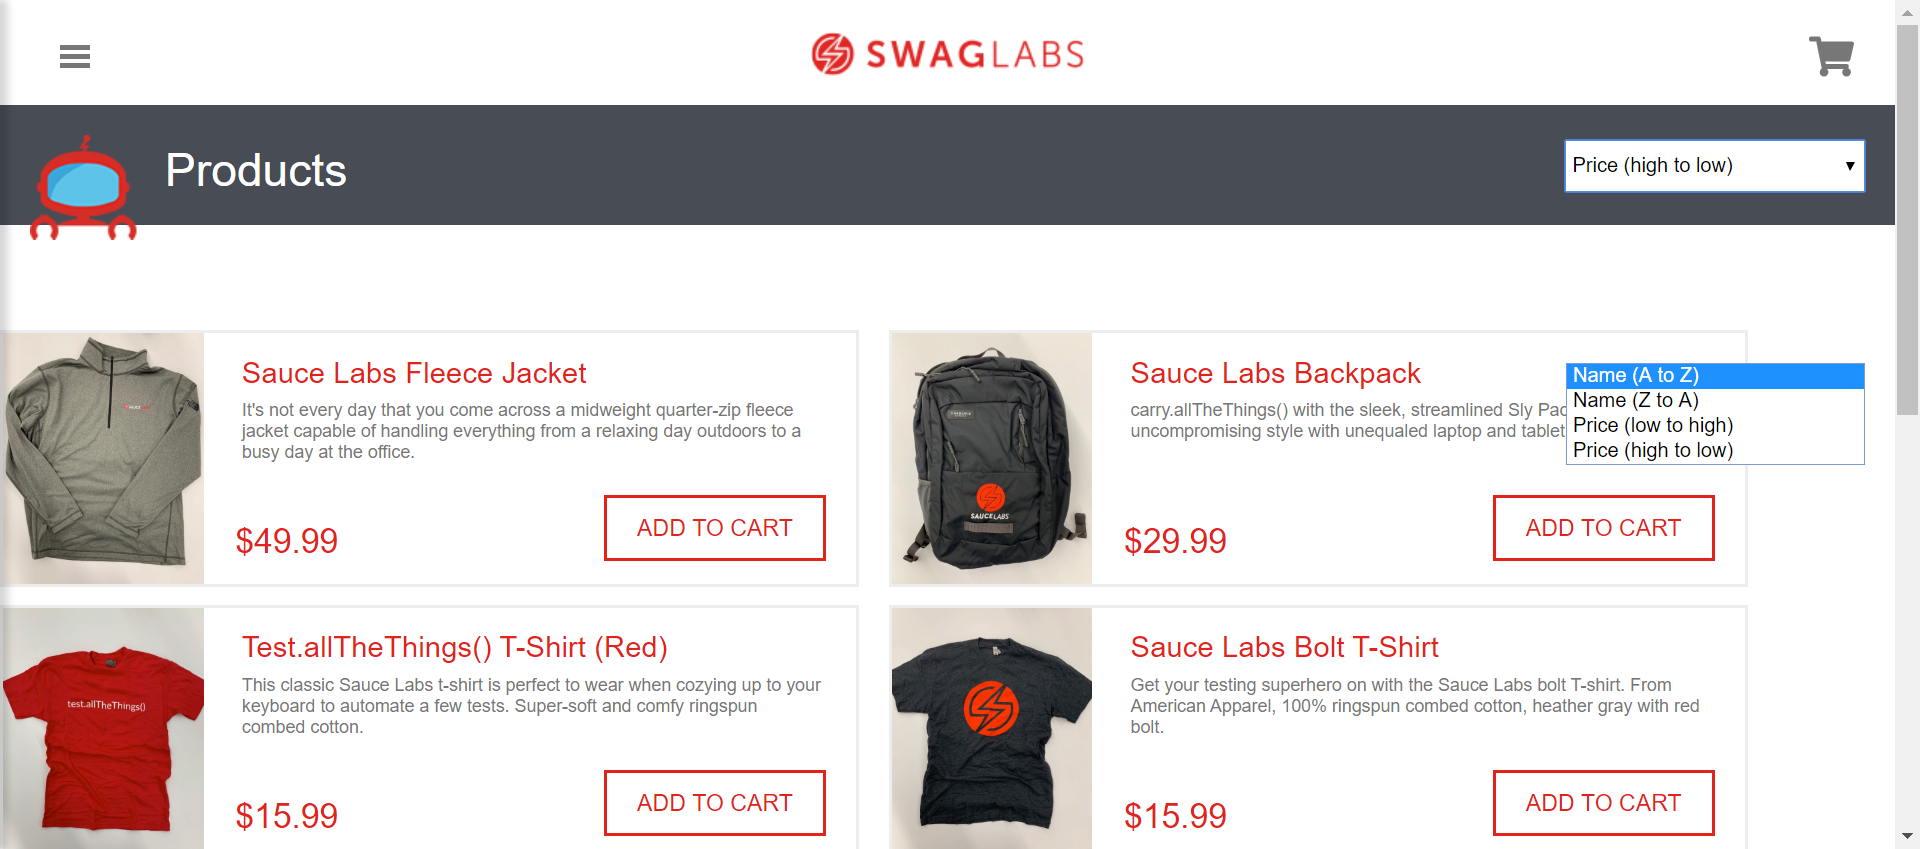 SWAGLABS
Products
Price (high to low)
Sauce Labs Fleece Jacket
It's not every day that you come across a midweight quarter-zip fleece
jacket capable of handling everything from a relaxing day outdoors to a
busy day at the office.
$49.99
ADD TO CART
Sauce Labs Backpack
carry.allTheThings() with the sleek, streamlined Sly Pac
uncompromising style with unequaled laptop and tablet
SAUCELABS
$29.99
ADD TO CART
Name (A to Z)
Name (Z to A)
Price (low to high)
Price (high to low)
Test.allTheThings() T-Shirt (Red)
This classic Sauce Labs t-shirt is perfect to wear when cozying up to your
keyboard to automate a few tests. Super-soft and comfy ringspun
combed cotton.
test.allTheThings()
$15.99
ADD TO CART
Sauce Labs Bolt T-Shirt
Get your testing superhero on with the Sauce Labs bolt T-shirt. From
American Apparel, 100% ringspun combed cotton, heather gray with red
bolt.
$15.99
ADD TO CART